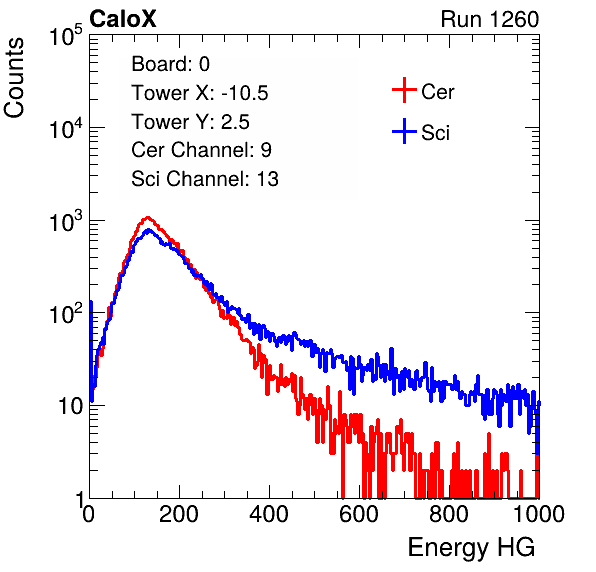 CaloX Run 1260
Counts
10^5
10^4
10^3
10^2
10
1
Board: 0
Tower X: -10.5
Tower Y: 2.5
Cer Channel: 9
Sci Channel: 13
Cer
Sci
0 200 400 600 800 1000
Energy HG